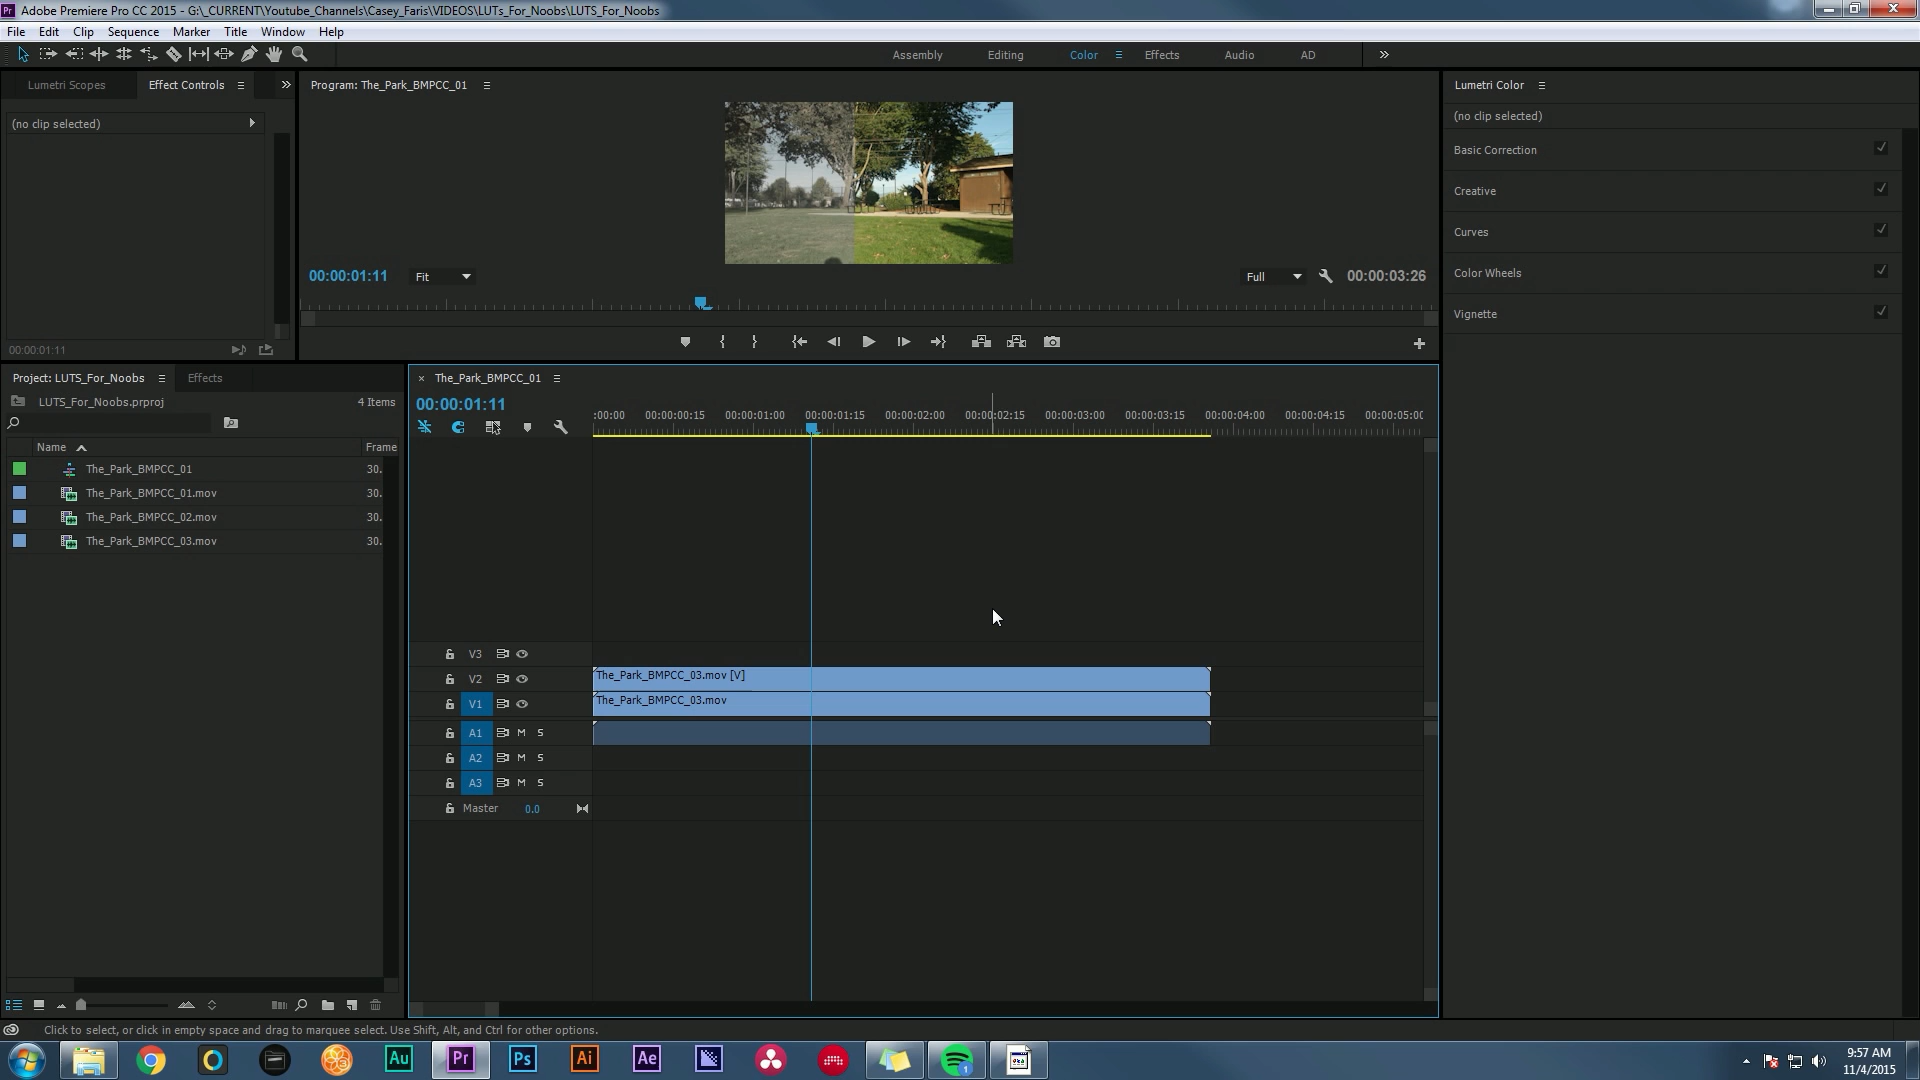 Pr Adobe Premiere Pro CC 2015 - G:\_CURRENT\Youtube_Channels\Casey_Faris\VIDEOS\LUTs_For_Noobs\LUTS_For_Noobs
File Edit Clip Sequence Marker Title Window Help
Assembly Editing Color Effects Audio AD
Lumetri Scopes Effect Controls
(no clip selected)
00:00:01:11
Program: The_Park_BMPCC_01
00:00:01:11 Fit Full 00:00:03:26
Lumetri Color
(no clip selected)
Basic Correction
Creative
Curves
Color Wheels
Vignette
Project: LUTS_For_Noobs Effects
LUTS_For_Noobs.prproj 4 Items
Name Frame
The_Park_BMPCC_01 30.
The_Park_BMPCC_01.mov 30.
The_Park_BMPCC_02.mov 30.
The_Park_BMPCC_03.mov 30.
× The_Park_BMPCC_01
00:00:01:11
:00:00 00:00:00:15 00:00:01:00 00:00:01:15 00:00:02:00 00:00:02:15 00:00:03:00 00:00:03:15 00:00:04:00 00:00:04:15 00:00:05:00
V3
V2 The_Park_BMPCC_03.mov [V]
V1 The_Park_BMPCC_03.mov
A1 M S
A2 M S
A3 M S
Master 0.0
Click to select, or click in empty space and drag to marquee select. Use Shift, Alt, and Ctrl for other options.
Au Pr Ps Ai Ae 1
9:57 AM
11/4/2015